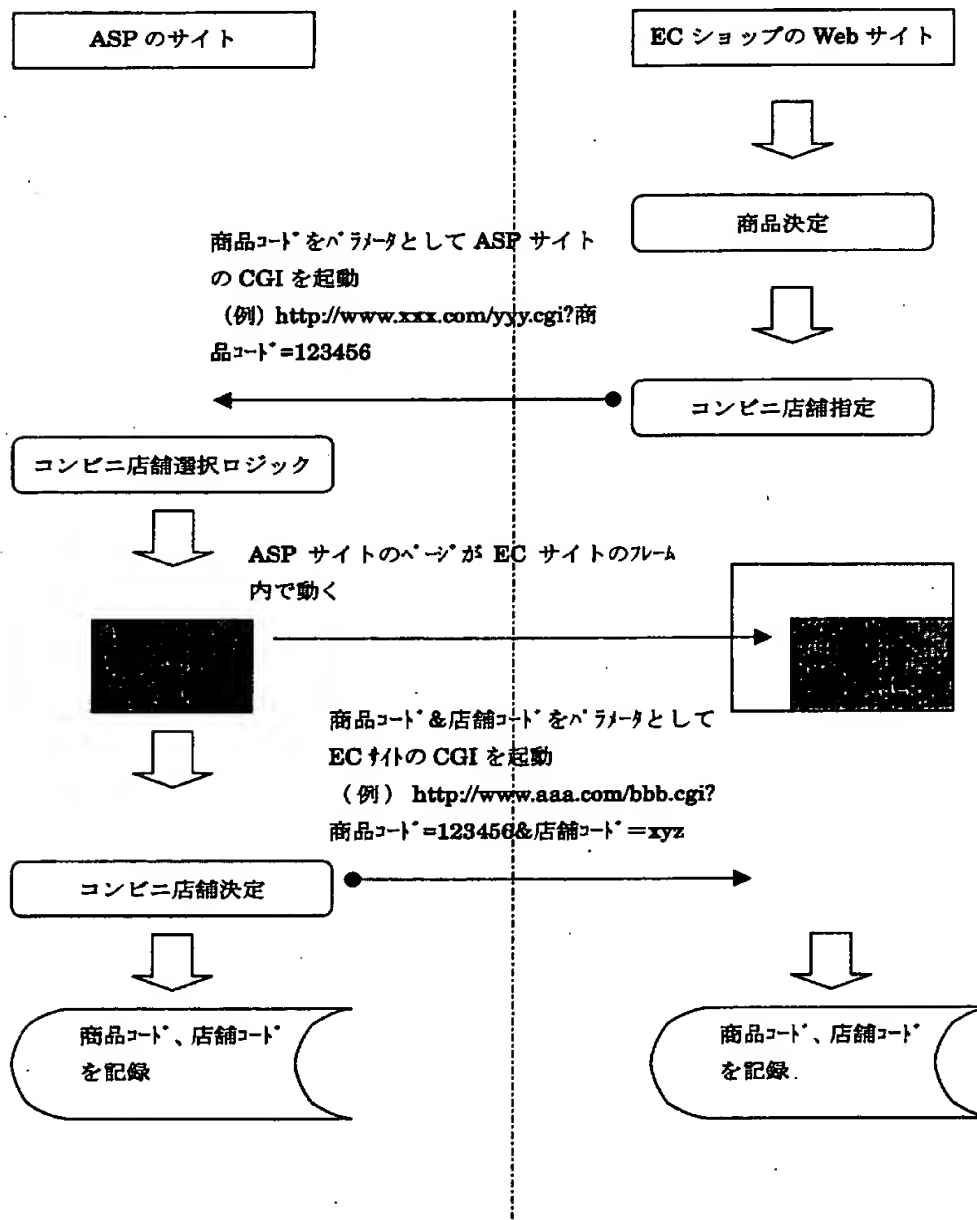 ASP のサイト
EC ショップの Web サイト
商品決定
商品ｺｰﾄﾞをﾊﾟﾗﾒｰﾀとして ASP サイト
の CGI を起動
(例) http://www.xxx.com/yyy.cgi?商
品ｺｰﾄﾞ=123456
コンビニ店舗指定
コンビニ店舗選択ロジック
ASP サイトのﾍﾟｰｼﾞが EC サイトのﾌﾚｰﾑ
内で動く
商品ｺｰﾄﾞ&店舗ｺｰﾄﾞをﾊﾟﾗﾒｰﾀとして
EC ｻｲﾄの CGI を起動
(例) http://www.aaa.com/bbb.cgi?
商品ｺｰﾄﾞ=123456&店舗ｺｰﾄﾞ＝xyz
コンビニ店舗決定
商品ｺｰﾄﾞ、店舗ｺｰﾄﾞ
を記録
商品ｺｰﾄﾞ、店舗ｺｰﾄﾞ
を記録